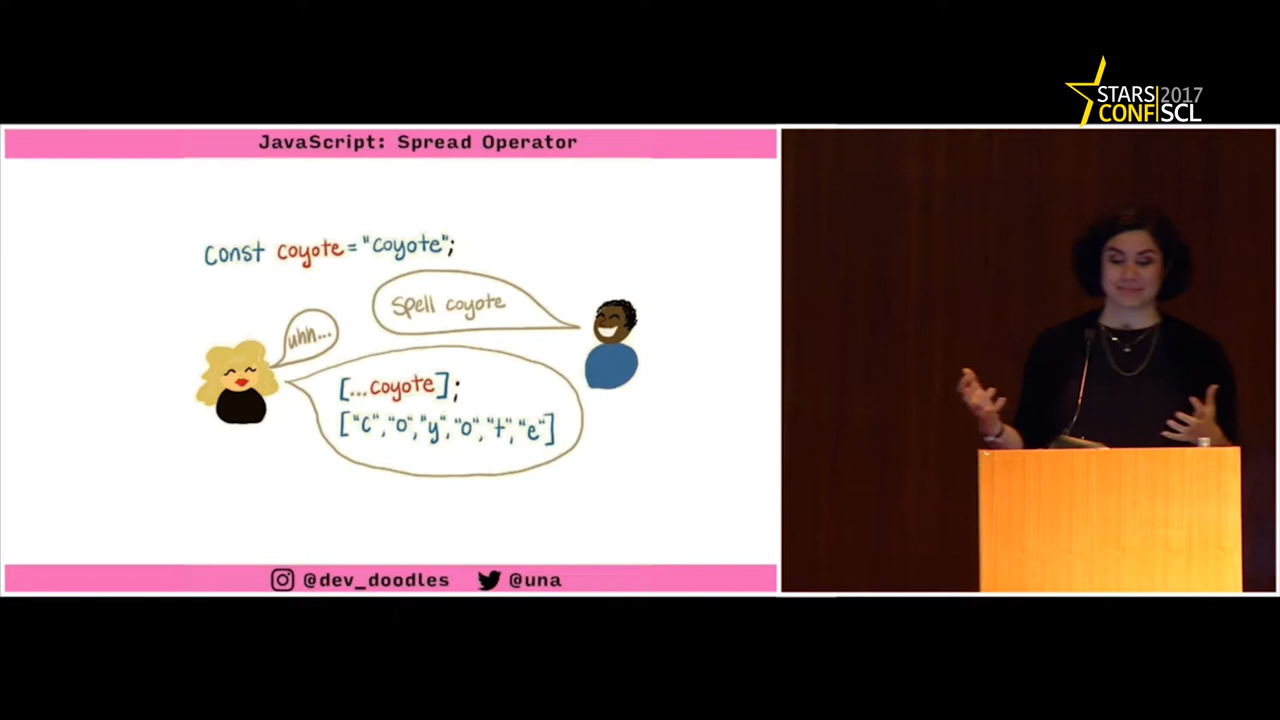 STARS 2017
CONF SCL
JavaScript: Spread Operator
const coyote = "coyote";
Spell coyote
uhh...
[...coyote];
["c","o","y","o","t","e"]
@dev_doodles @una